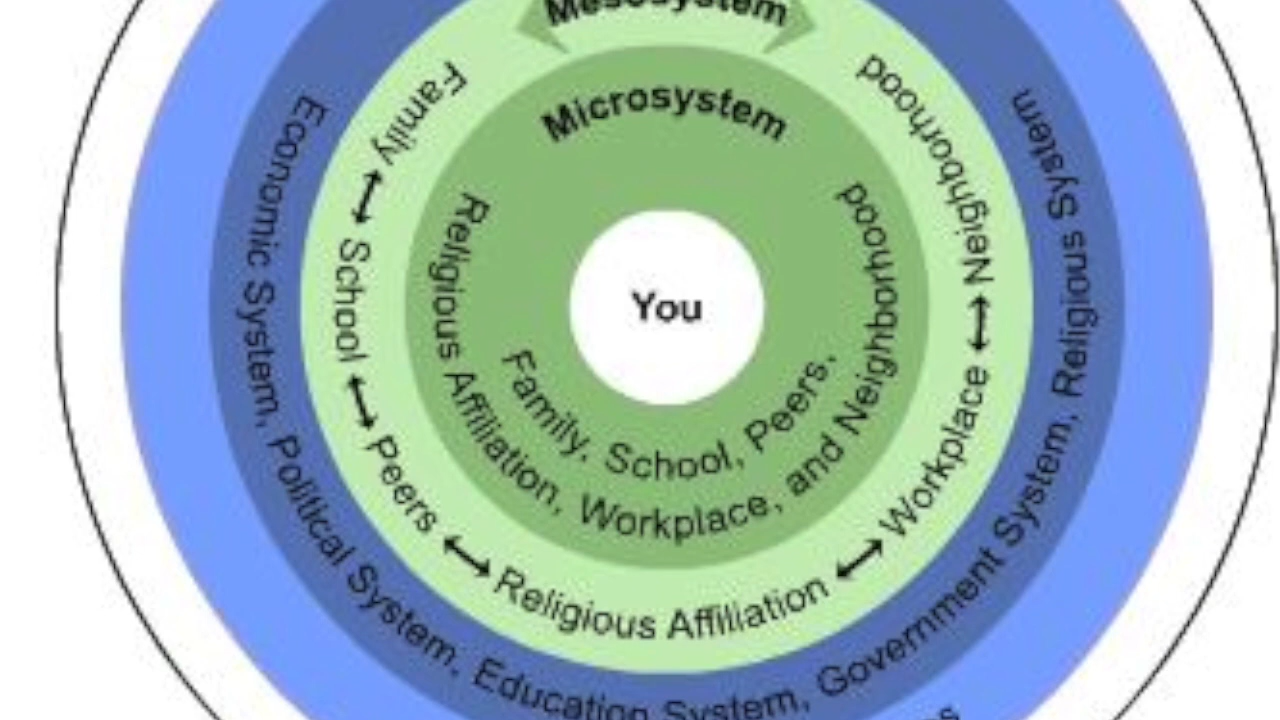 Mesosystem
Microsystem
You
Family, School, Peers,
Religious Affiliation, Workplace, and Neighborhood
Family ↔ School ↔ Peers ↔ Religious Affiliation ↔ Workplace ↔ Neighborhood
Economic System, Political System, Education System, Government System, Religious System